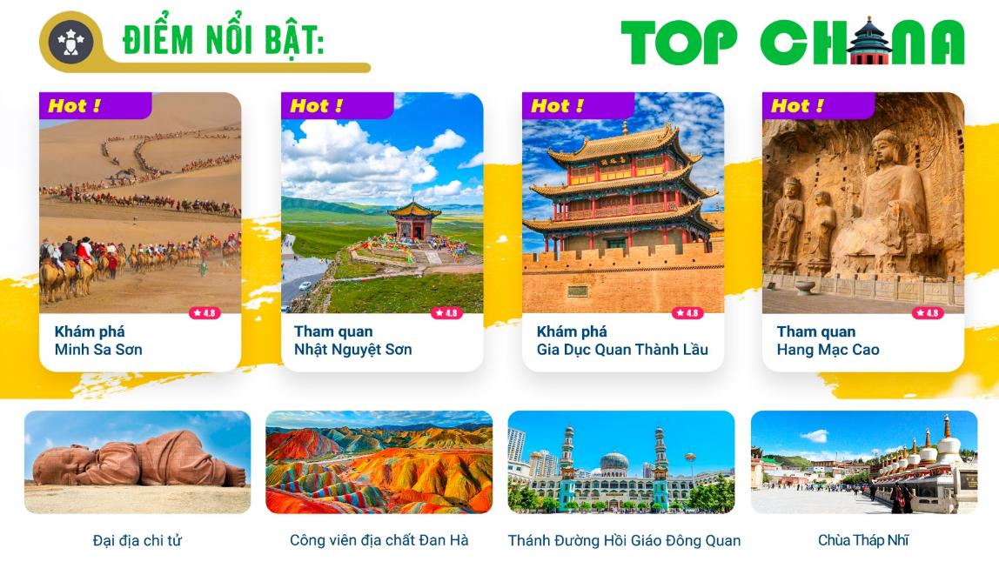 ĐIỂM NỔI BẬT:
TOP CHINA
Hot !
Hot !
Hot !
Hot !
4.8
4.8
4.8
4.8
Khám phá
Minh Sa Sơn
Tham quan
Nhật Nguyệt Sơn
Khám phá
Gia Dục Quan Thành Lầu
Tham quan
Hang Mạc Cao
Đại địa chi tử
Công viên địa chất Đan Hà
Thánh Đường Hồi Giáo Đông Quan
Chùa Tháp Nhĩ